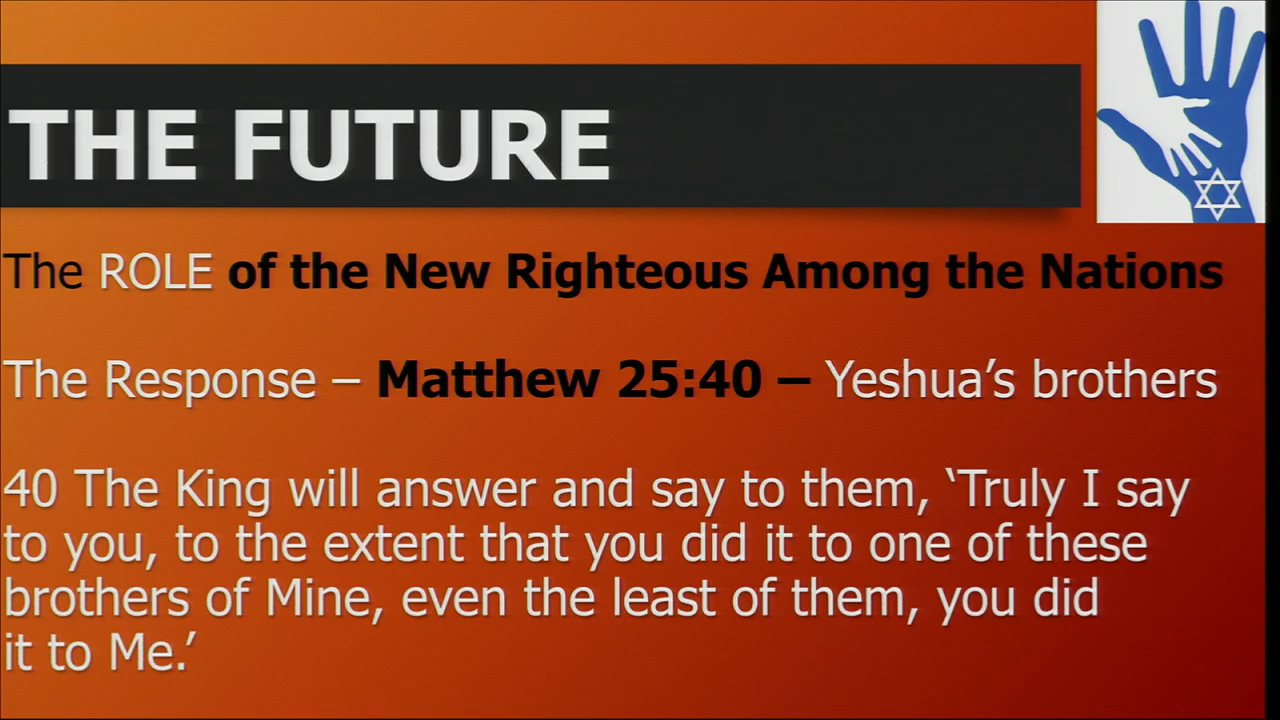 THE FUTURE
The ROLE of the New Righteous Among the Nations
The Response – Matthew 25:40 – Yeshua’s brothers
40 The King will answer and say to them, ‘Truly I say
to you, to the extent that you did it to one of these
brothers of Mine, even the least of them, you did
it to Me.’